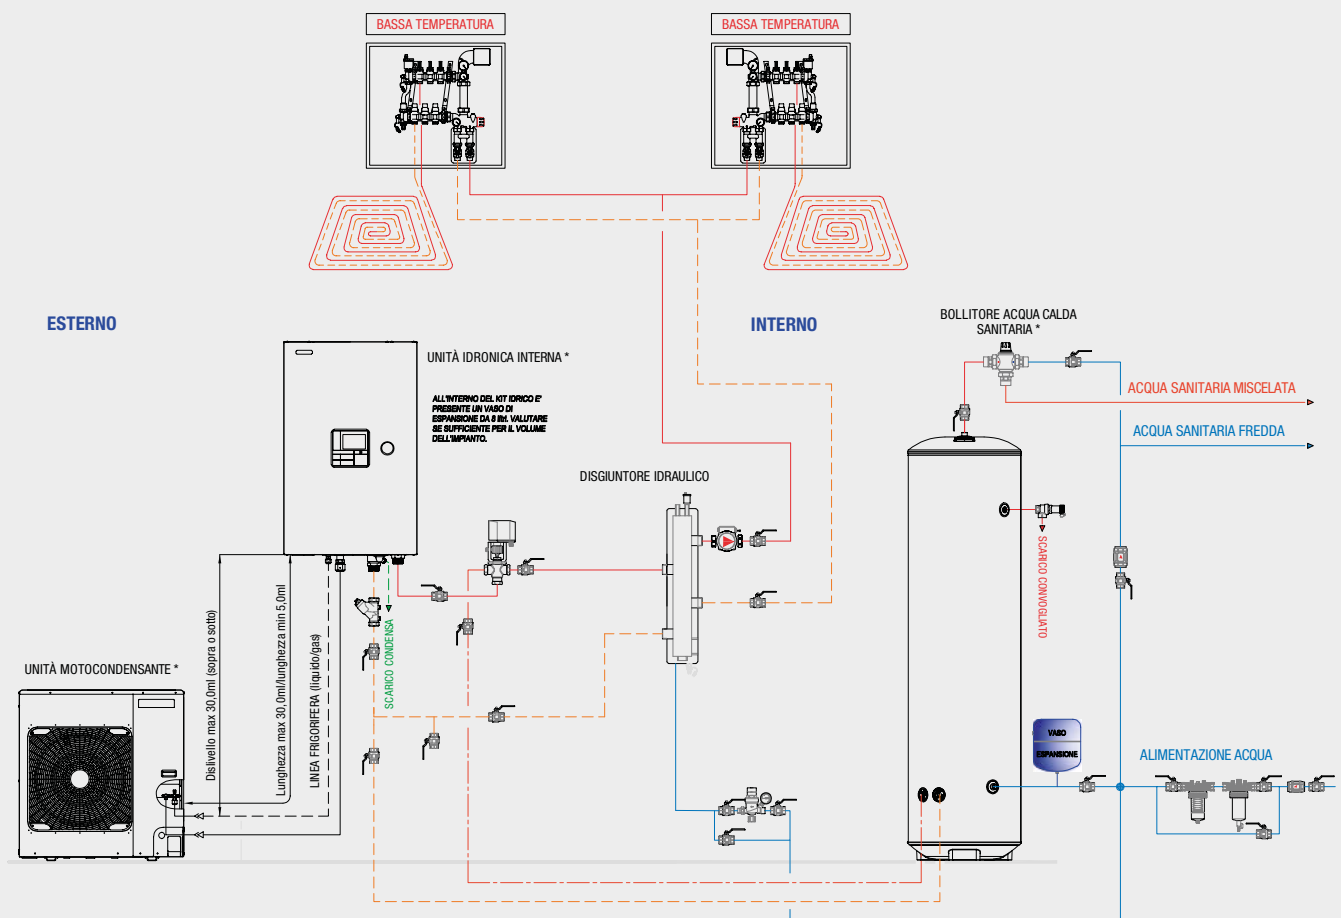 BASSA TEMPERATURA
BASSA TEMPERATURA
ESTERNO
INTERNO
BOLLITORE ACQUA CALDA
SANITARIA *
UNITÀ IDRONICA INTERNA *
ALL'INTERNO DEL KIT IDRICO E'
PRESENTE UN VASO DI
ESPANSIONE DA 8 litri. VALUTARE
SE SUFFICIENTE PER IL VOLUME
DELL'IMPIANTO.
ACQUA SANITARIA MISCELATA
ACQUA SANITARIA FREDDA
DISGIUNTORE IDRAULICO
SCARICO CONVOGLIATO
SCARICO CONDENSA
UNITÀ MOTOCONDENSANTE *
Dislivello max 30,0ml (sopra o sotto)
Lunghezza max 30,0ml/lunghezza min 5,0ml
LINEA FRIGORIFERA (liquido/gas)
VASO
ESPANSIONE
ALIMENTAZIONE ACQUA